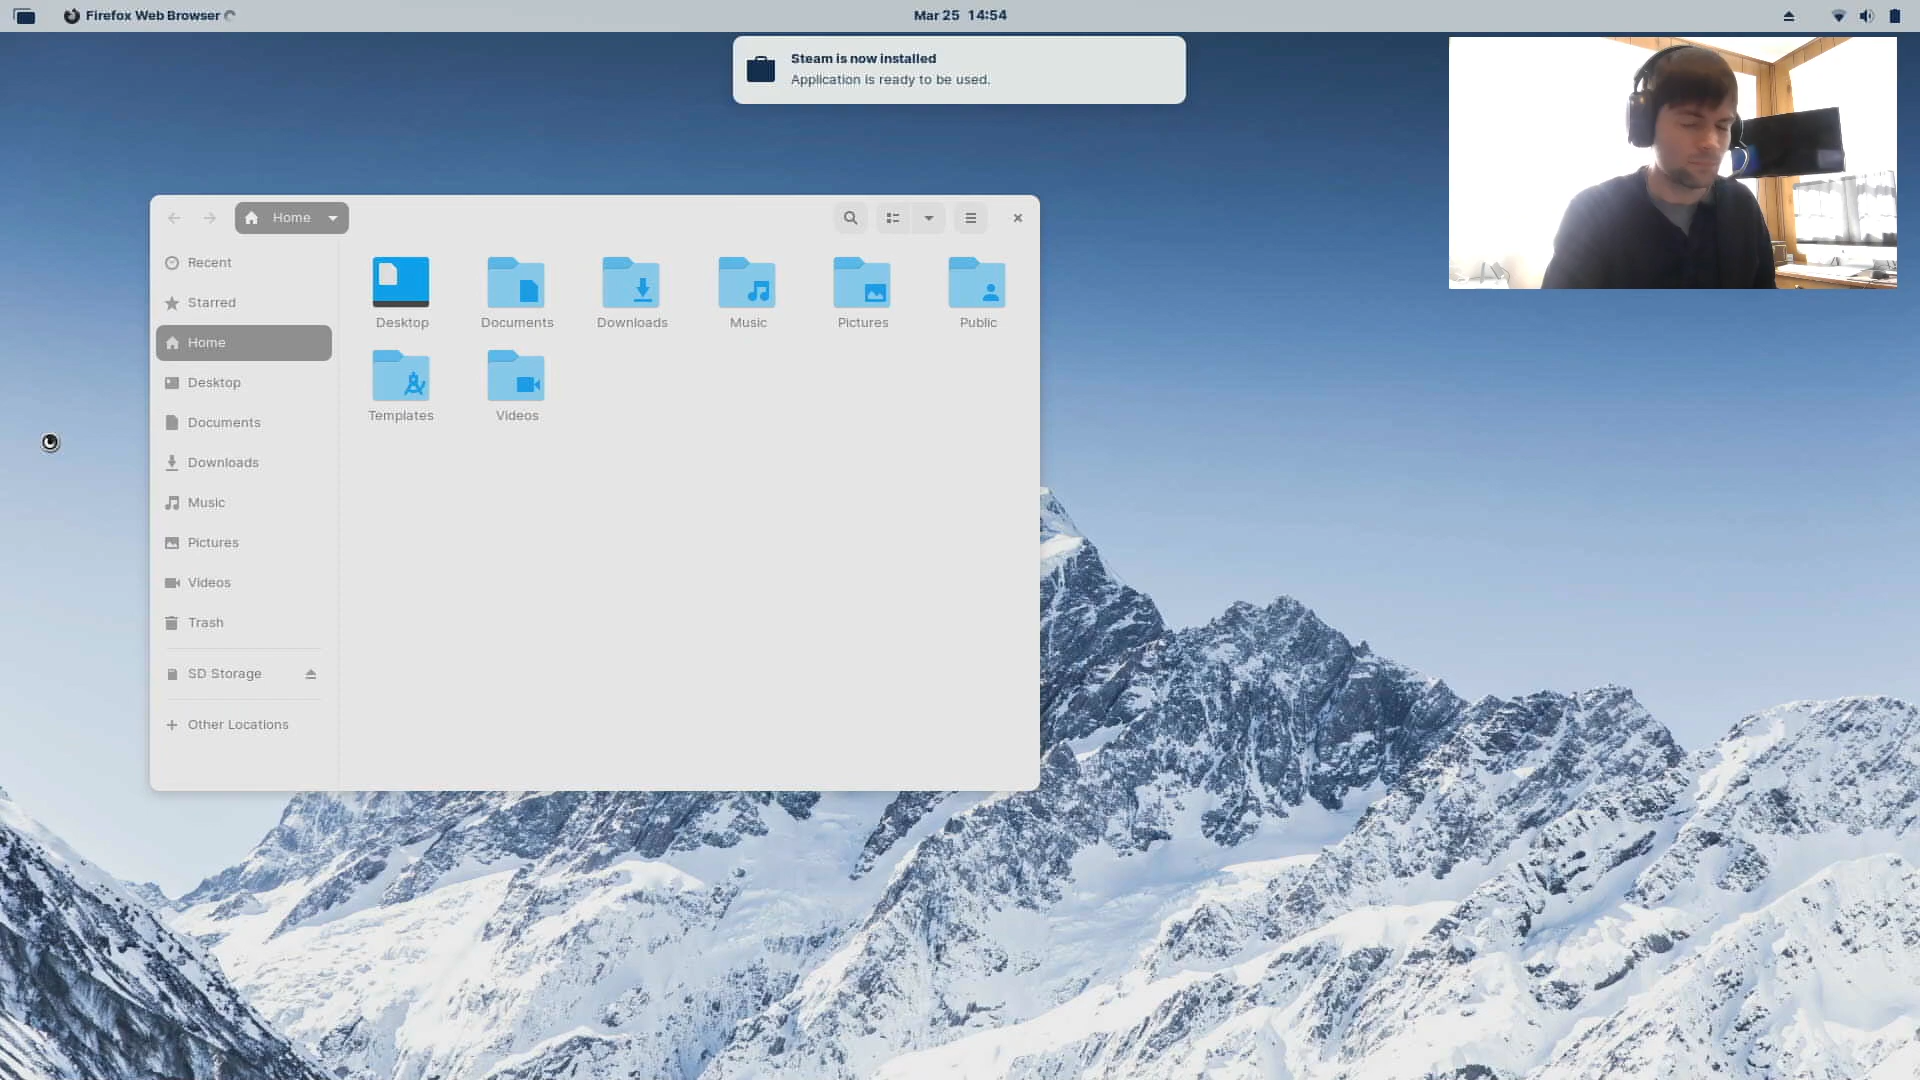 Firefox Web Browser
Mar 25 14:54
Steam is now installed
Application is ready to be used.
Home
Recent
Starred
Home
Desktop
Documents
Downloads
Music
Pictures
Videos
Trash
SD Storage
Other Locations
Desktop
Documents
Downloads
Music
Pictures
Public
Templates
Videos